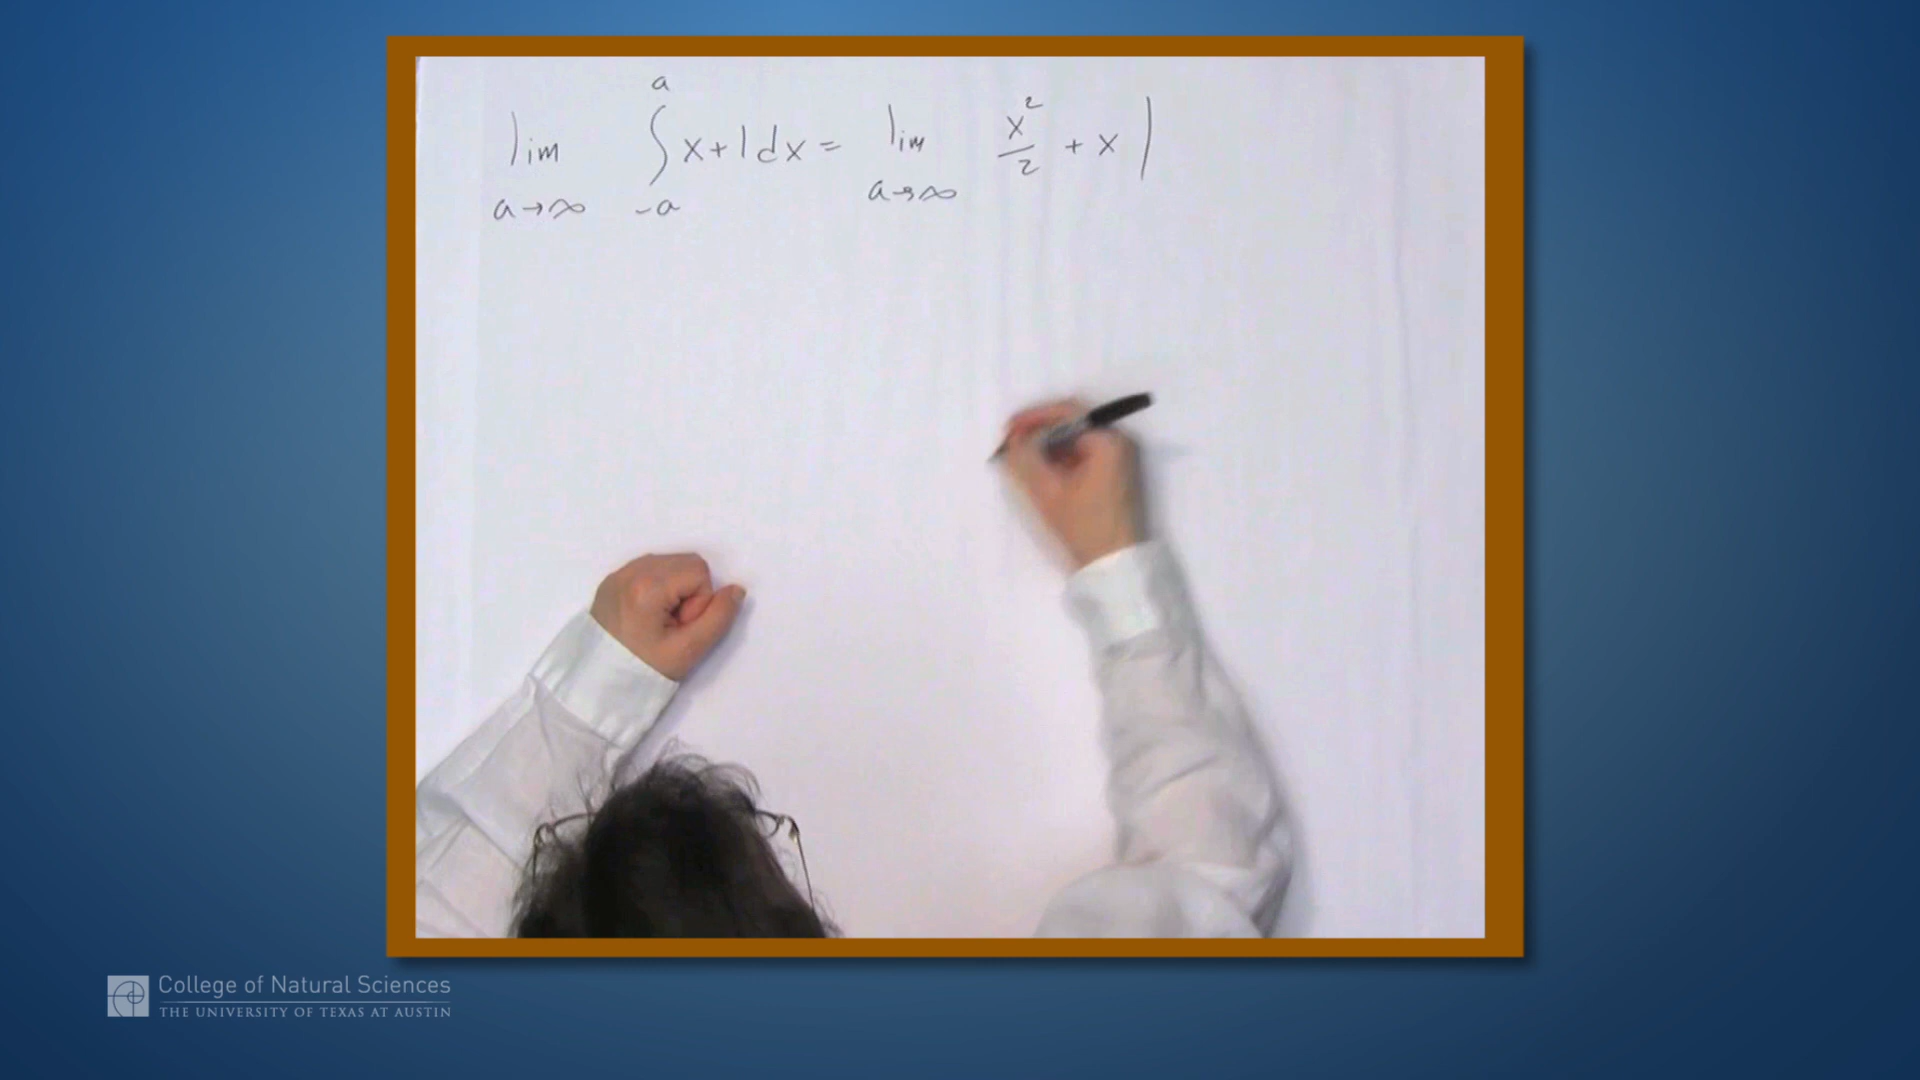 lim ∫ₐ₋ₐ x+1 dx = lim x²/2 + x |
a→∞ -a a→∞
College of Natural Sciences
THE UNIVERSITY OF TEXAS AT AUSTIN